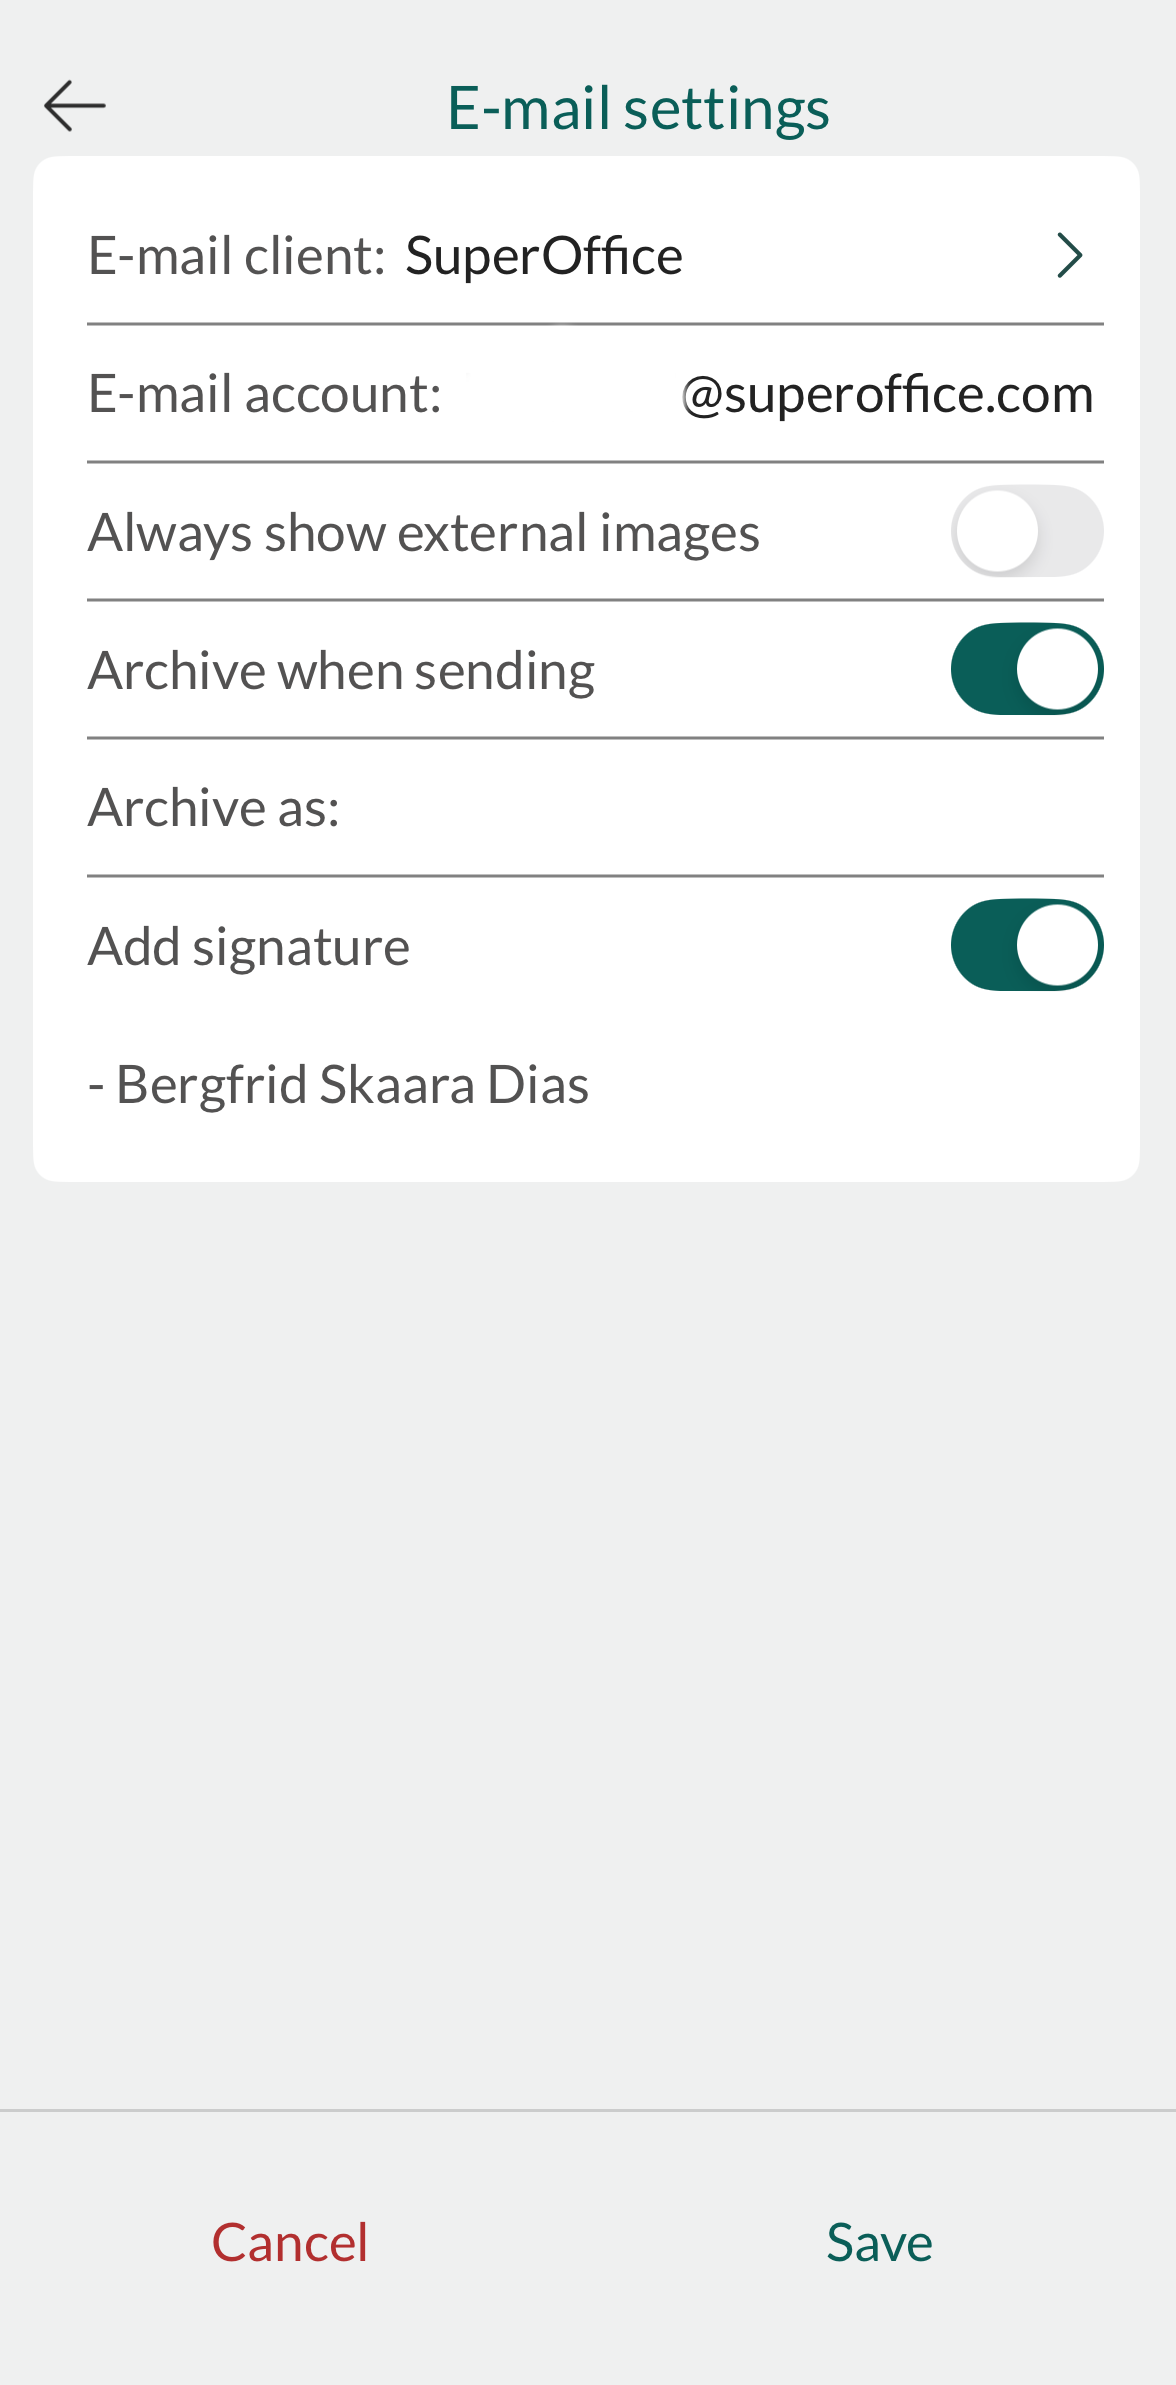 E-mail settings
E-mail client: SuperOffice
E-mail account: @superoffice.com
Always show external images
Archive when sending
Archive as:
Add signature
- Bergfrid Skaara Dias
Cancel Save